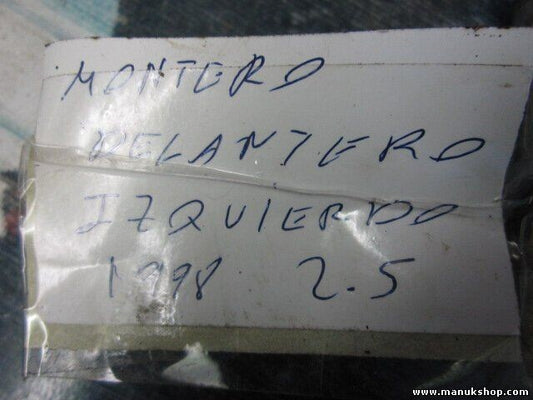 MONTERO
DELANTERO
IZQUIERDO
1998 2.5
www.manukshop.com